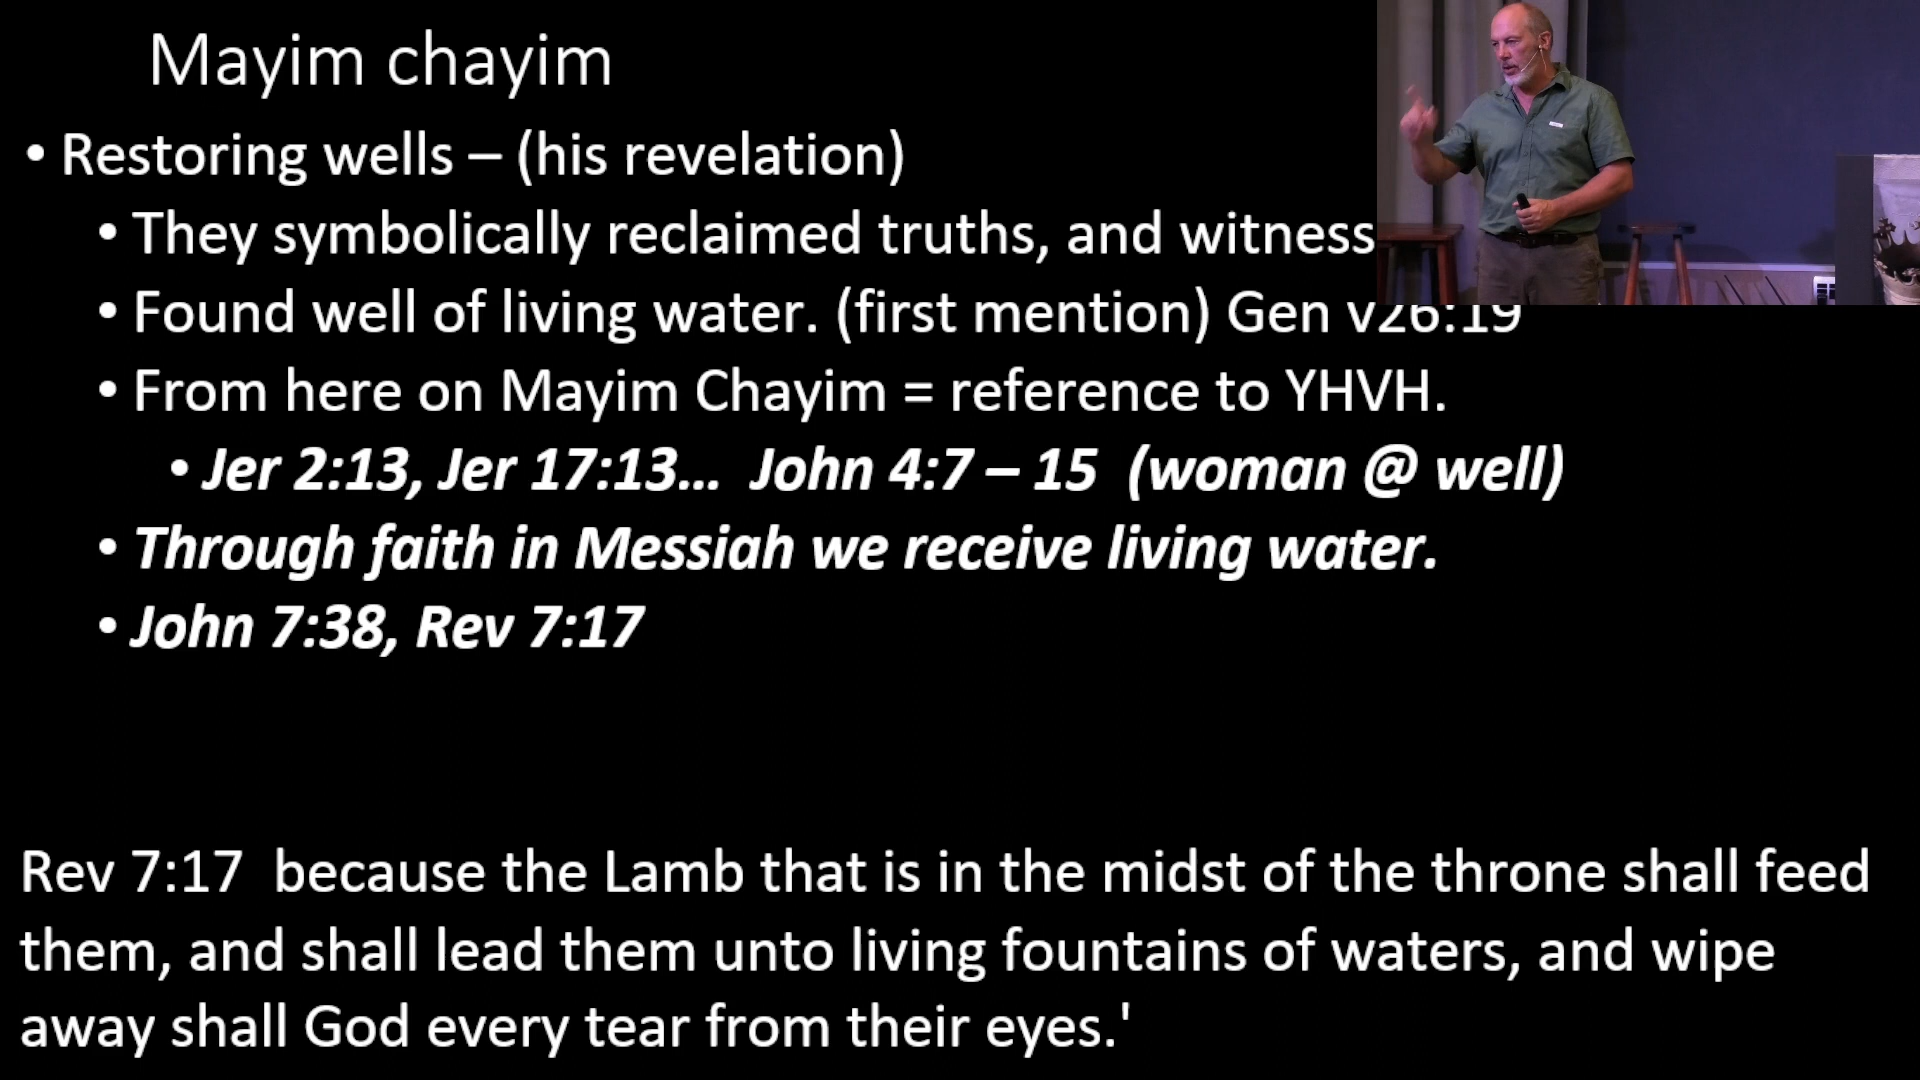 Mayim chayim
• Restoring wells – (his revelation)
• They symbolically reclaimed truths, and witness
• Found well of living water. (first mention) Gen v26:19
• From here on Mayim Chayim = reference to YHVH.
• Jer 2:13, Jer 17:13… John 4:7 – 15 (woman @ well)
• Through faith in Messiah we receive living water.
• John 7:38, Rev 7:17
Rev 7:17 because the Lamb that is in the midst of the throne shall feed
them, and shall lead them unto living fountains of waters, and wipe
away shall God every tear from their eyes.'